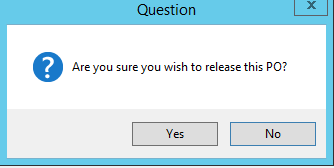 Question
Are you sure you wish to release this PO?
Yes
No